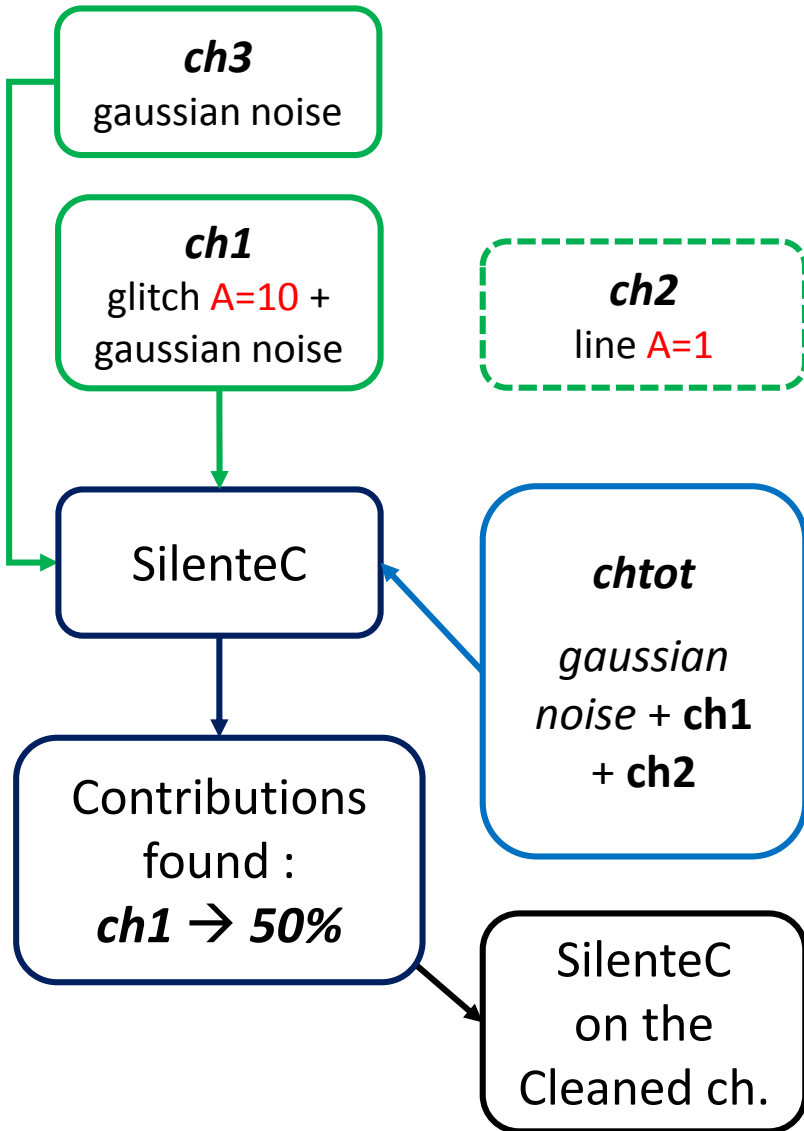 ch3
gaussian noise
ch1
glitch A=10 +
gaussian noise
ch2
line A=1
SilenteC
chtot
gaussian
noise + ch1
+ ch2
Contributions
found :
ch1 → 50%
SilenteC
on the
Cleaned ch.